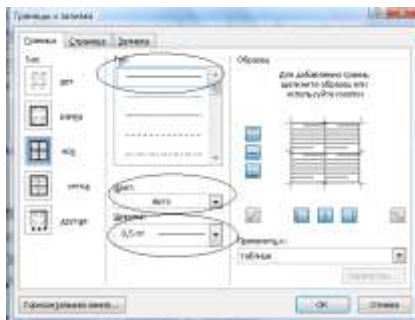 Границы и заливка
Граница Страница Заливка
Тип:
Тип:
Образец
нет
рамка
все
сетка
другая
Для добавления границ
щелкните образец или
используйте кнопки
Цвет:
Авто
Ширина:
0,5 пт
Применить к:
таблице
Параметры...
Горизонтальная линия...
ОК
Отмена